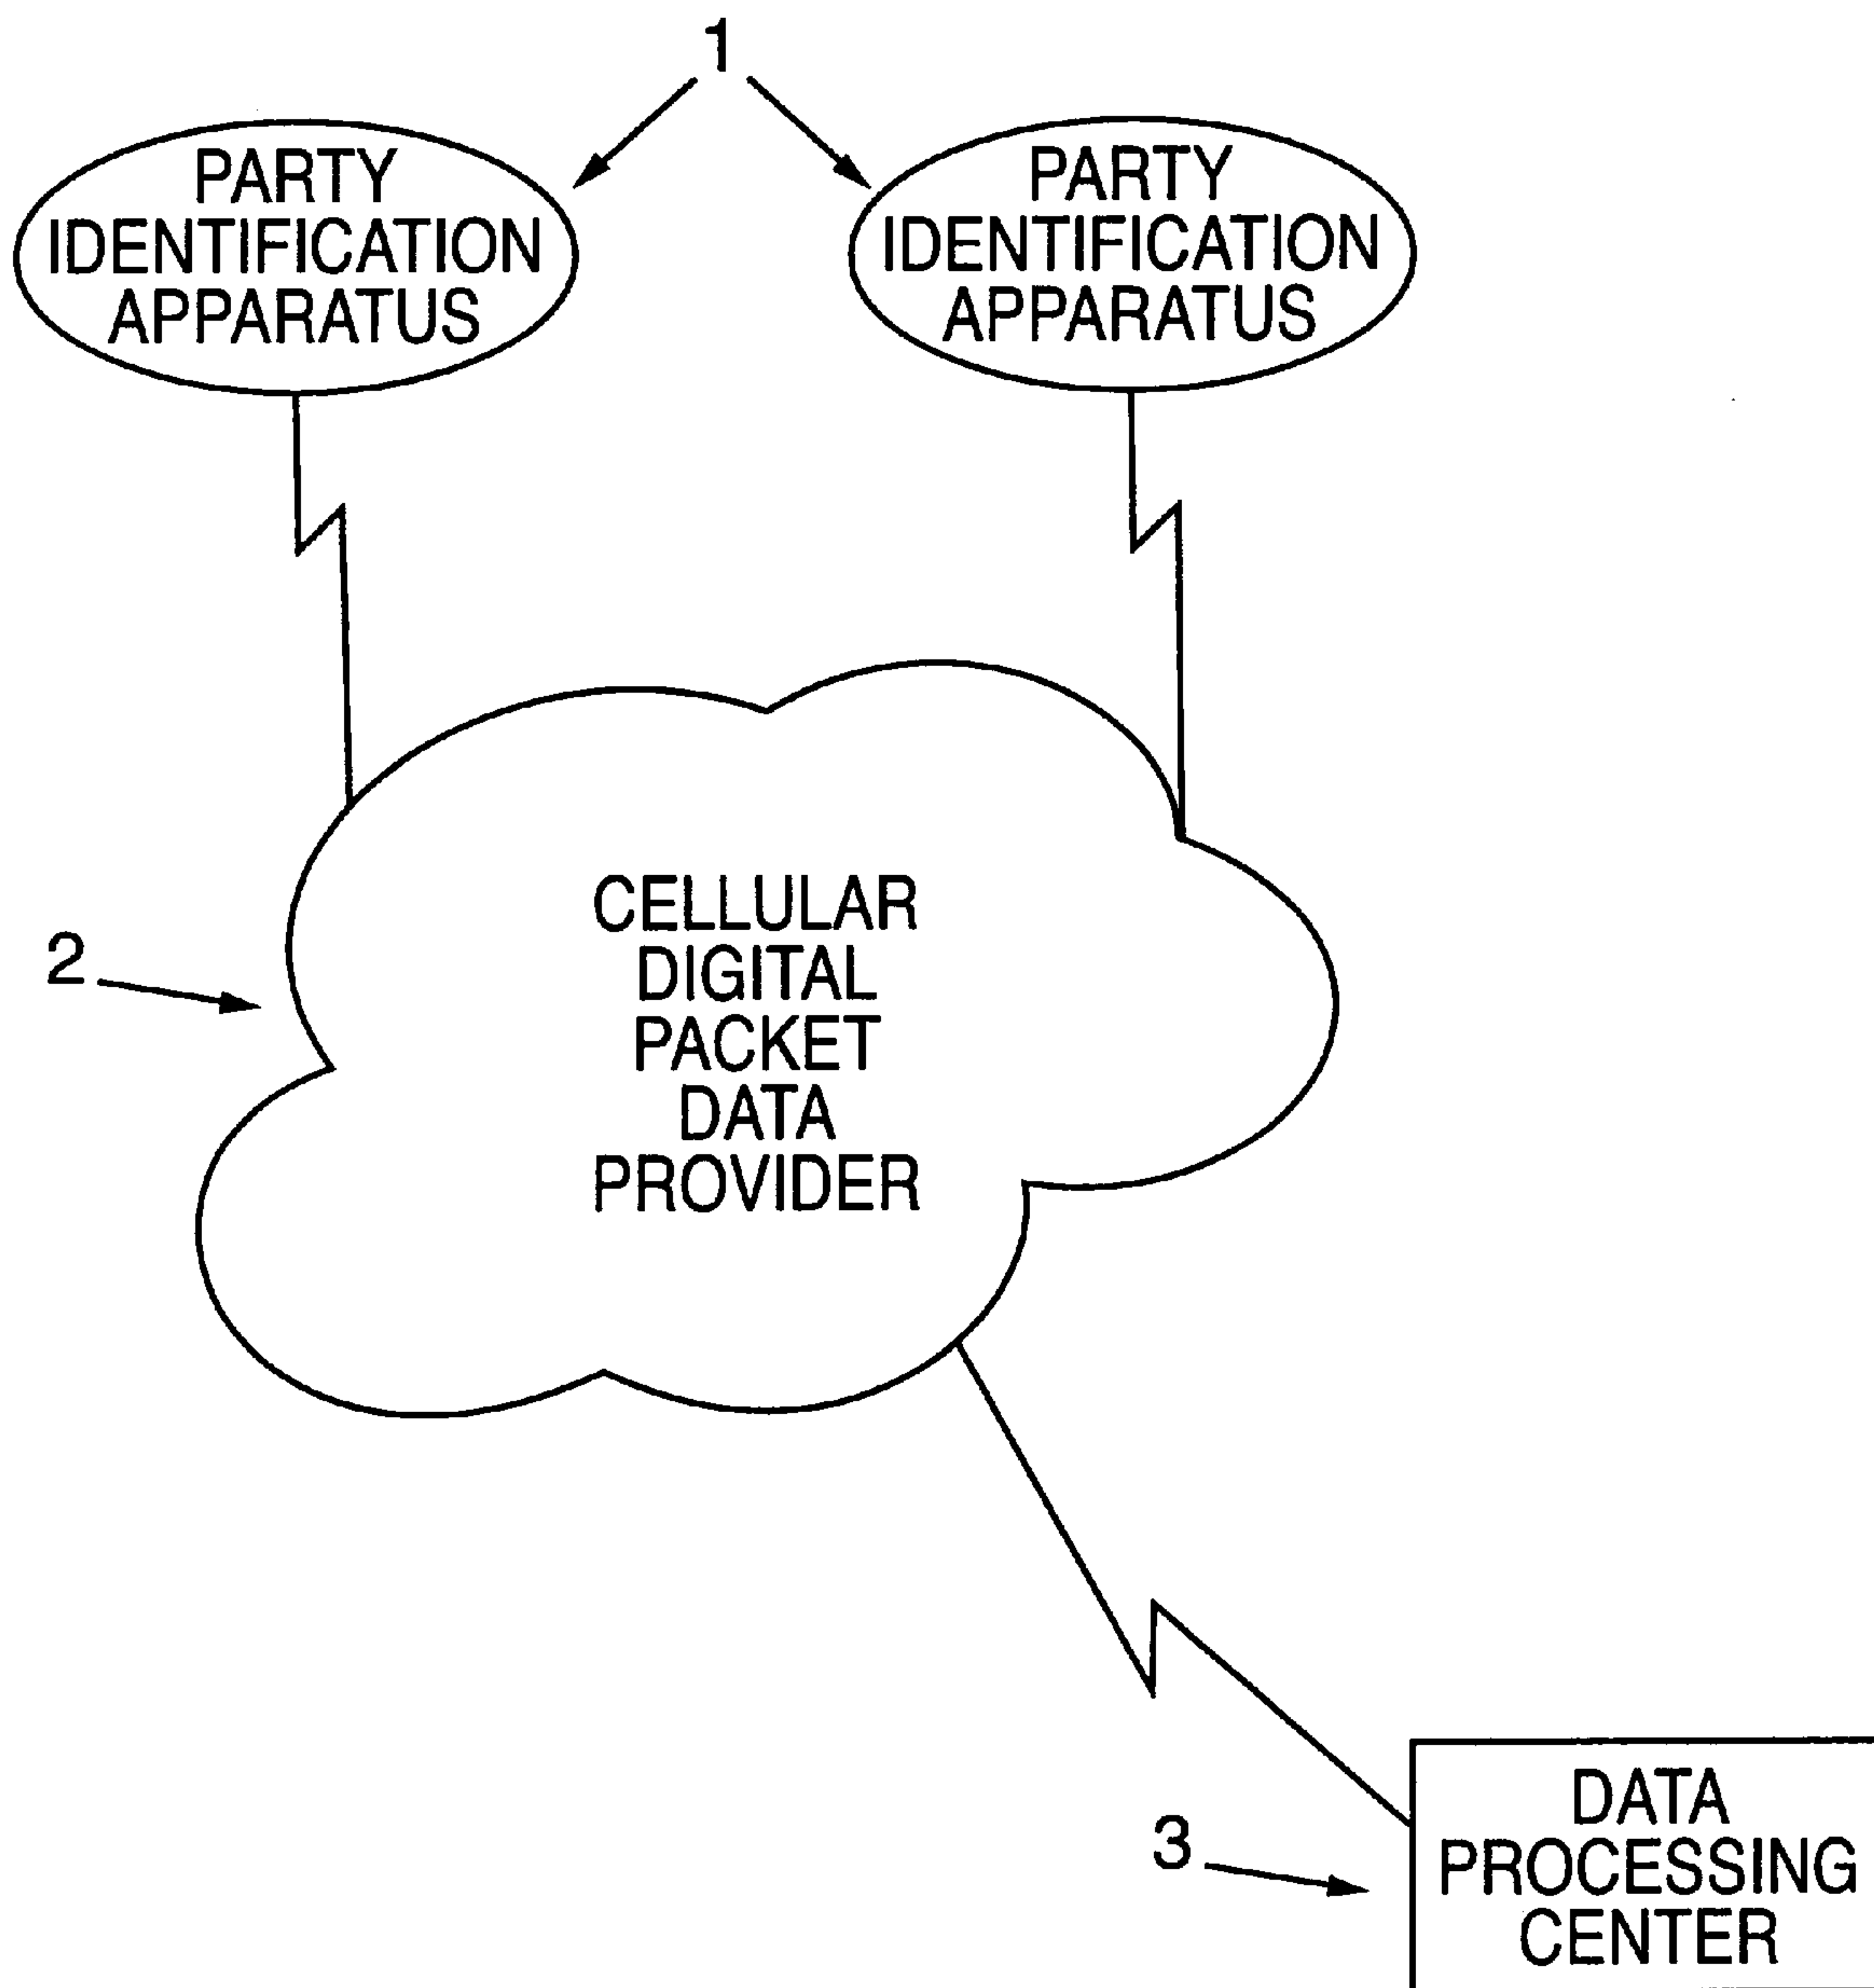 1
PARTY
IDENTIFICATION
APPARATUS
PARTY
IDENTIFICATION
APPARATUS
2
CELLULAR
DIGITAL
PACKET
DATA
PROVIDER
3
DATA
PROCESSING
CENTER